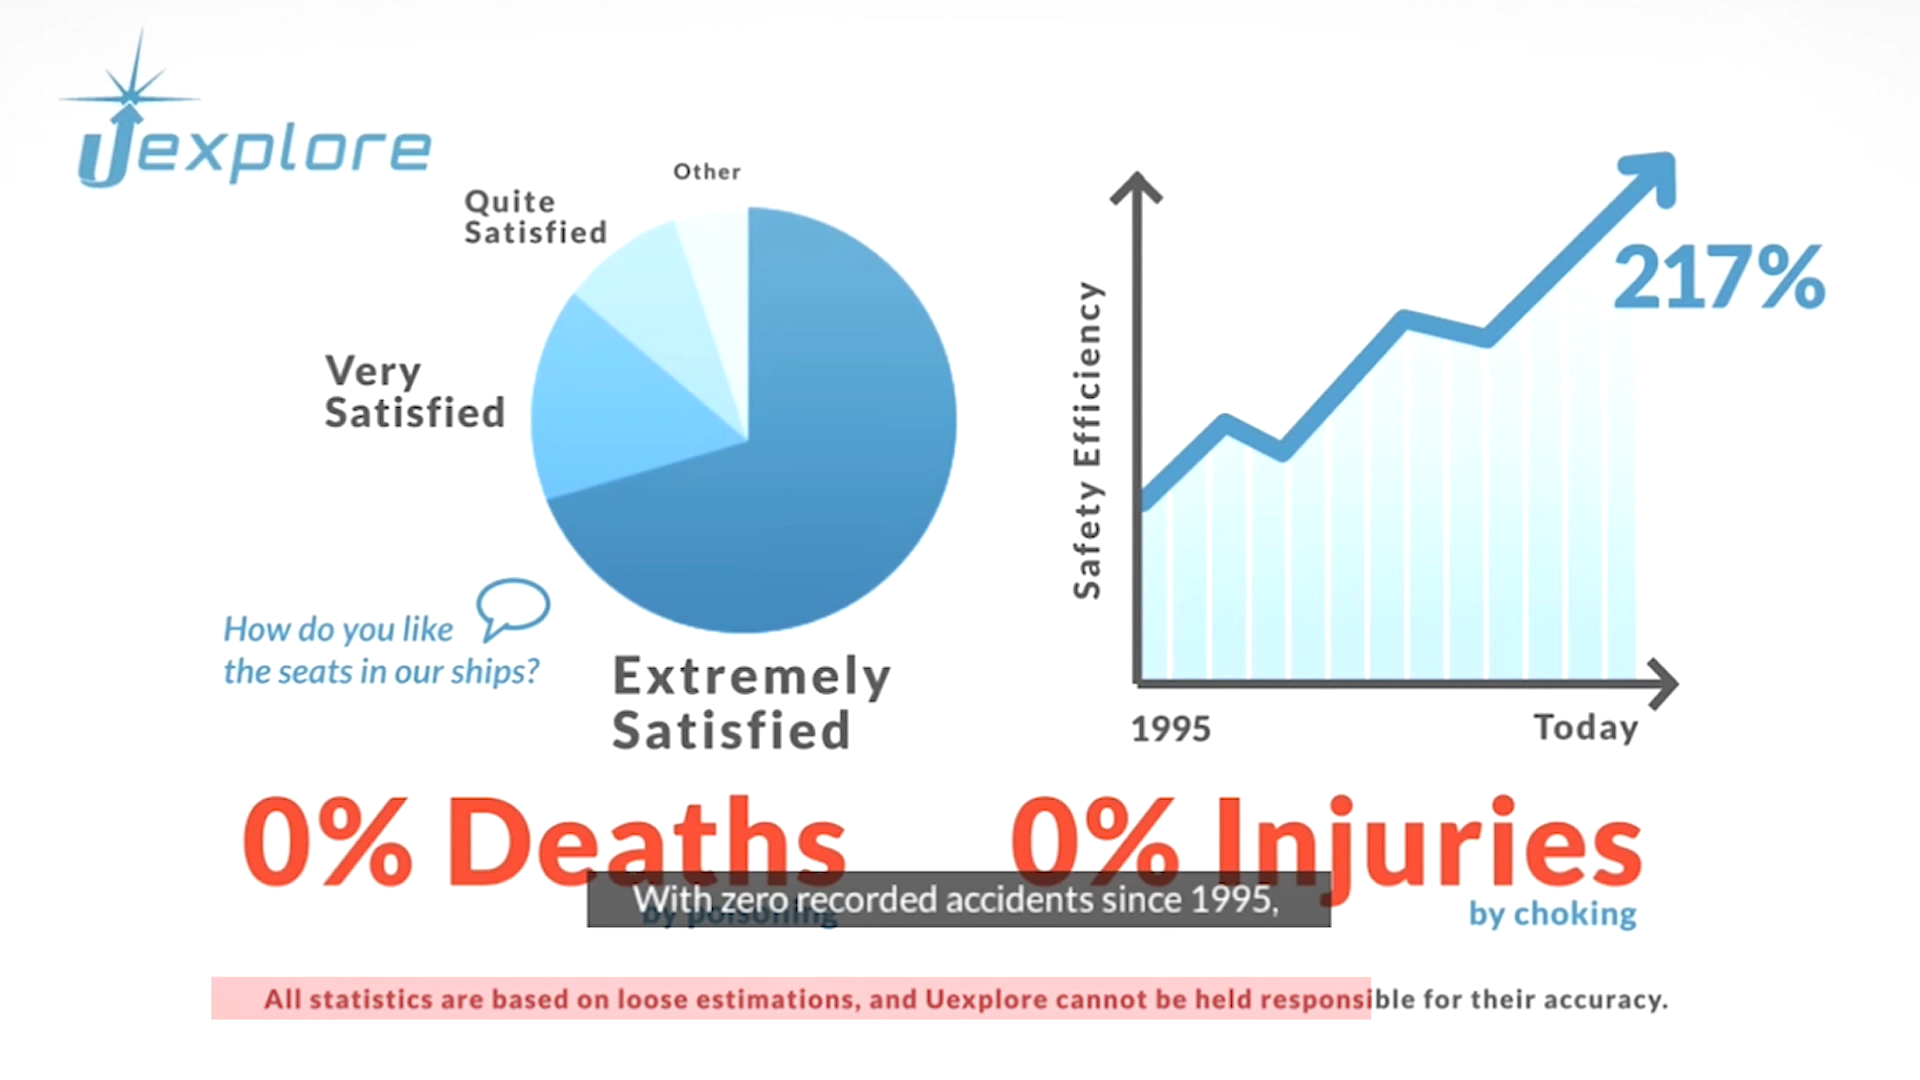 Uexplore
Other
Quite
Satisfied
Very
Satisfied
How do you like
the seats in our ships?
Extremely
Satisfied
Safety Efficiency
217%
1995
Today
0% Deaths
by poisoning
0% Injuries
by choking
With zero recorded accidents since 1995,
All statistics are based on loose estimations, and Uexplore cannot be held responsible for their accuracy.